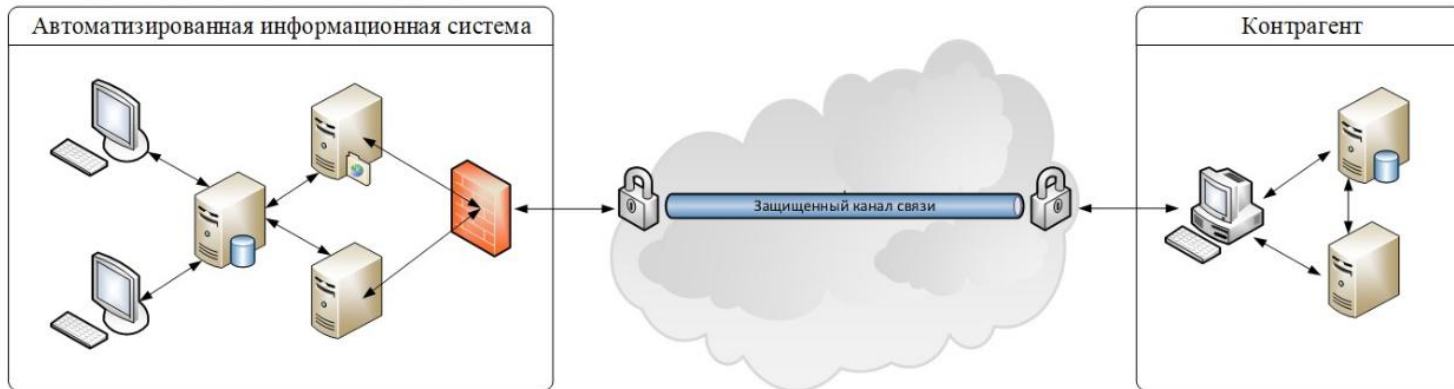 Автоматизированная информационная система
Контрагент
Защищенный канал связи